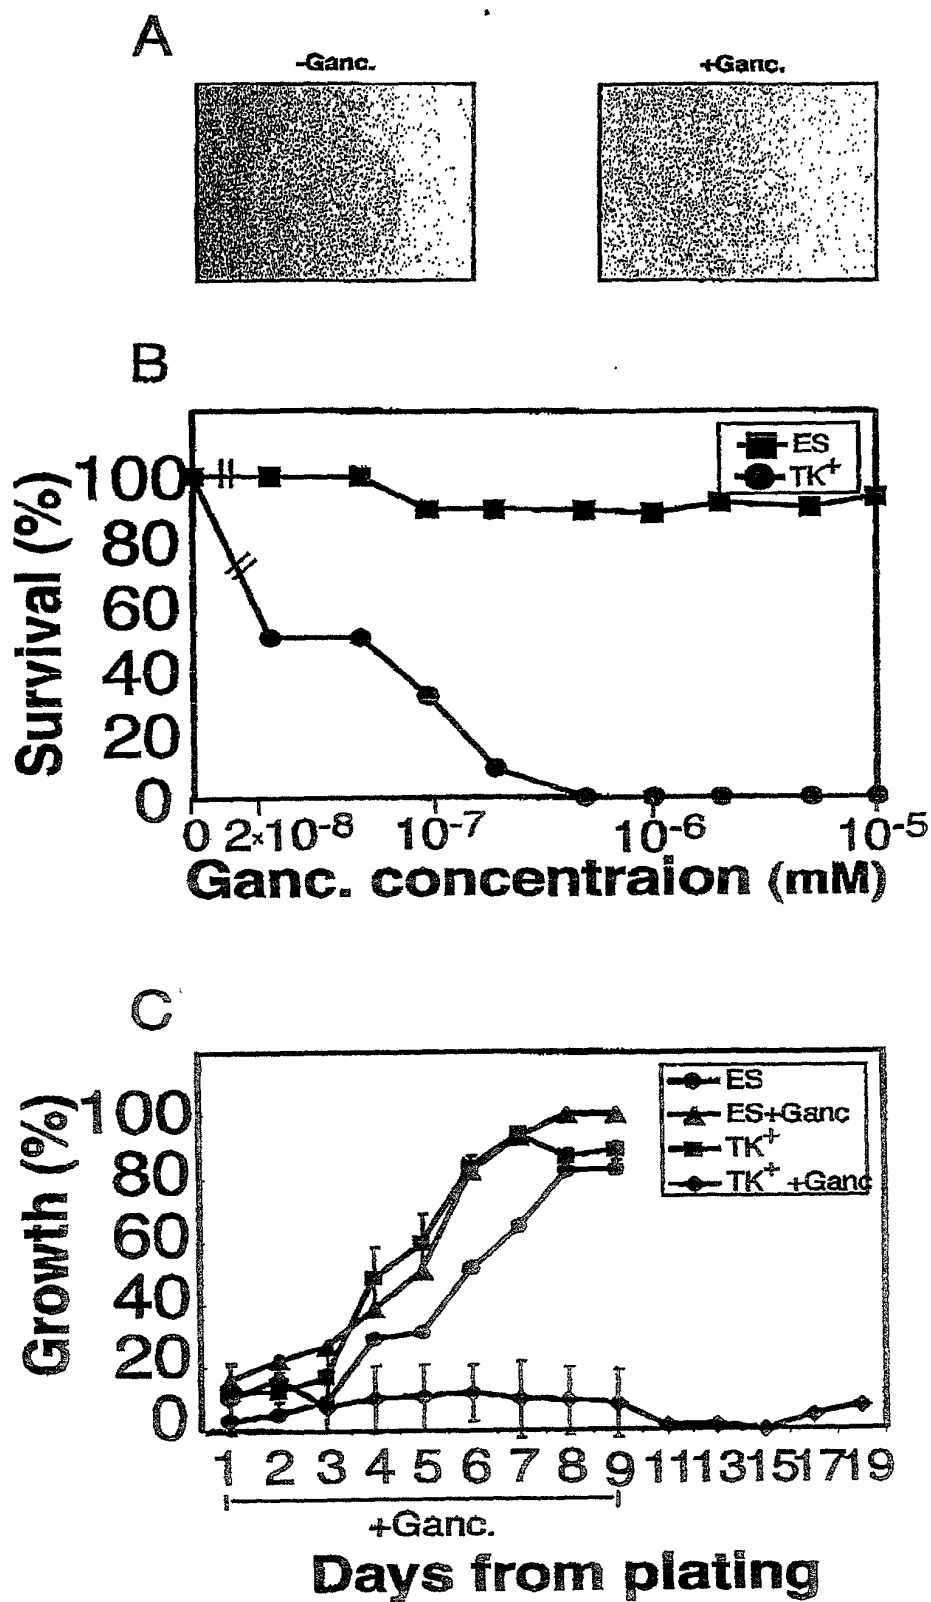 A
-Ganc.
+Ganc.
B
Survival (%)
100
80
60
40
20
0
ES
TK+
0 2×10-8 10-7 10-6 10-5
Ganc. concentraion (mM)
C
Growth (%)
100
80
60
40
20
0
ES
ES+Ganc
TK+
TK+ +Ganc
1 2 3 4 5 6 7 8 9 11 13 15 17 19
+Ganc.
Days from plating